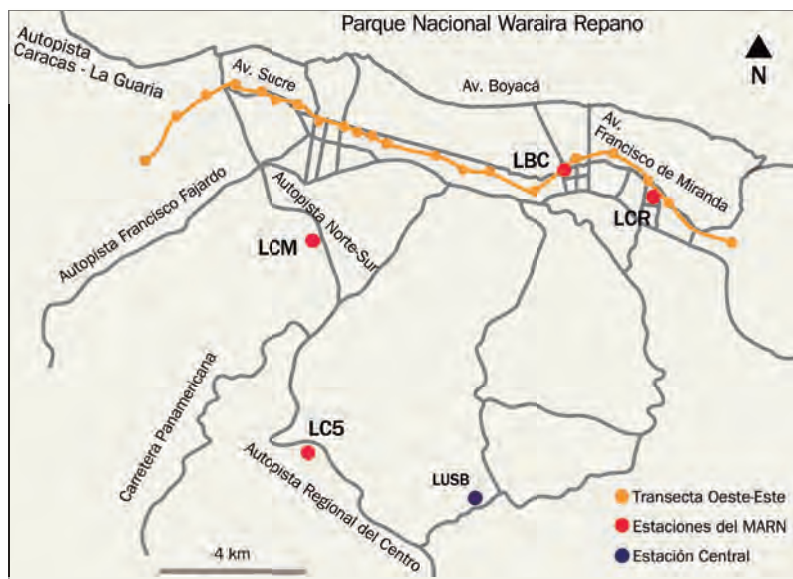 Parque Nacional Waraira Repano
Autopista
Caracas - La Guaria
Av. Sucre
Av. Boyacá
N
Av.
Francisco de Miranda
LBC
LCR
Autopista Francisco Fajardo
Autopista Norte-Sur
LCM
Carretera Panamericana
LC5
Autopista Regional del Centro
LUSB
Transecta Oeste-Este
Estaciones del MARN
Estación Central
4 km